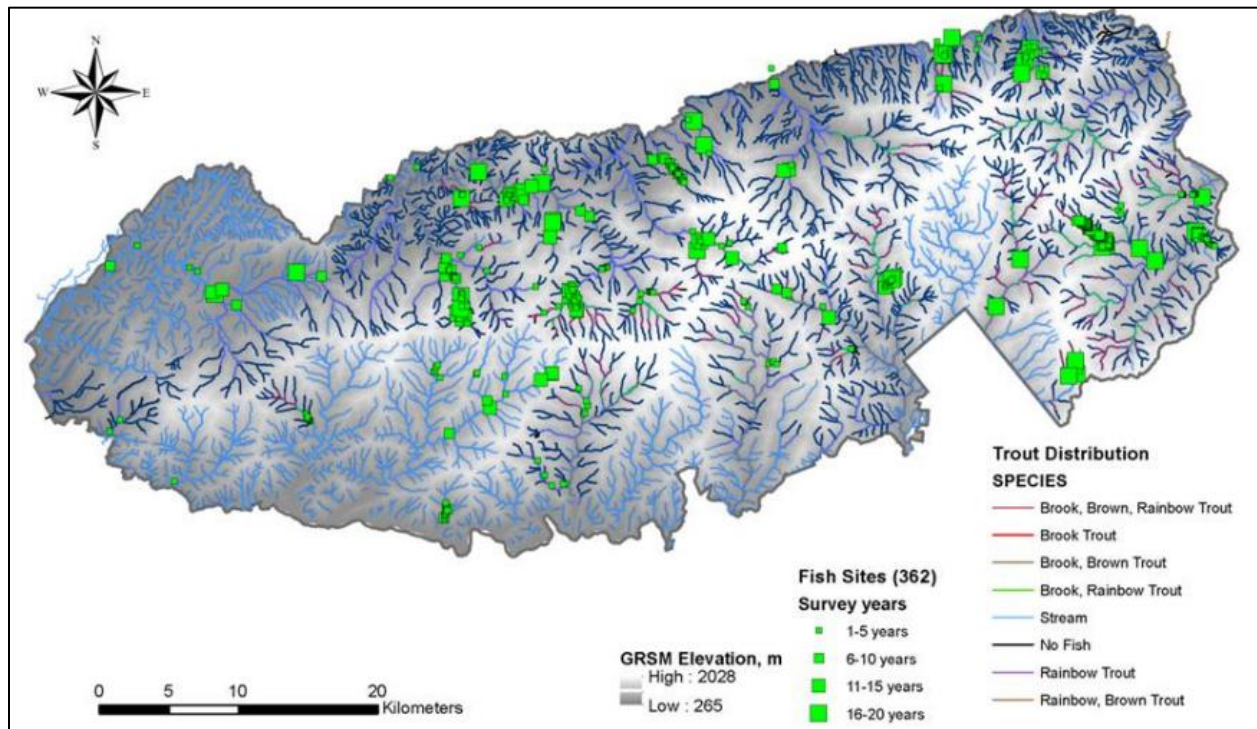 N
W
E
S
Trout Distribution
SPECIES
Brook, Brown, Rainbow Trout
Brook Trout
Brook, Brown Trout
Brook, Rainbow Trout
Stream
No Fish
Rainbow Trout
Rainbow, Brown Trout
Fish Sites (362)
Survey years
1-5 years
6-10 years
11-15 years
16-20 years
GRSM Elevation, m
High : 2028
Low : 265
0 5 10 20
Kilometers